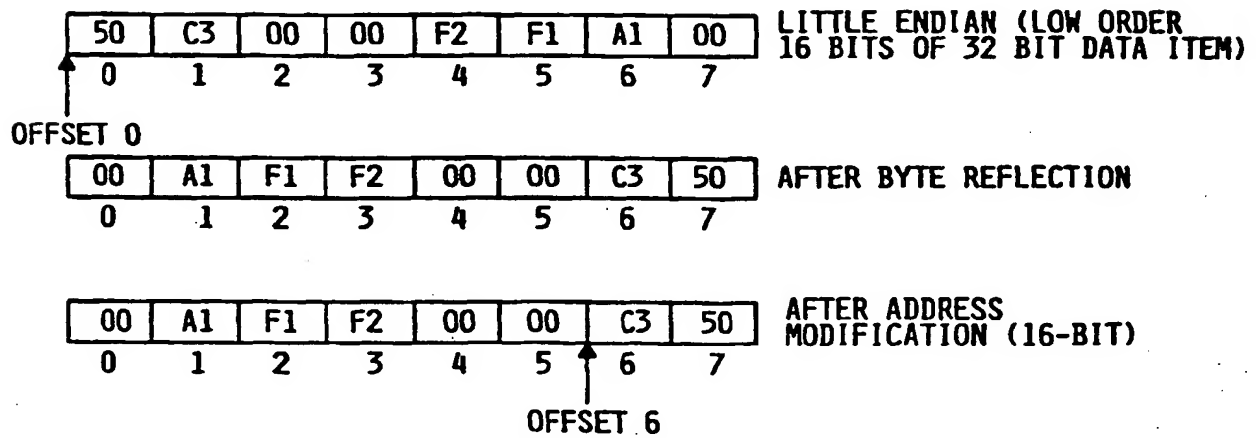 50 C3 00 00 F2 F1 A1 00 LITTLE ENDIAN (LOW ORDER
16 BITS OF 32 BIT DATA ITEM)
0 1 2 3 4 5 6 7
OFFSET 0
00 A1 F1 F2 00 00 C3 50 AFTER BYTE REFLECTION
0 1 2 3 4 5 6 7
00 A1 F1 F2 00 00 C3 50 AFTER ADDRESS
MODIFICATION (16-BIT)
0 1 2 3 4 5 6 7
OFFSET 6